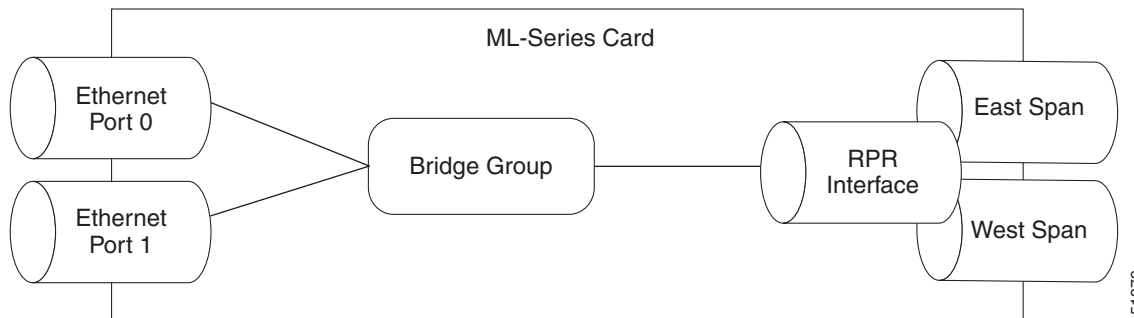 ML-Series Card
Ethernet
Port 0
East Span
Bridge Group
RPR
Interface
Ethernet
Port 1
West Span